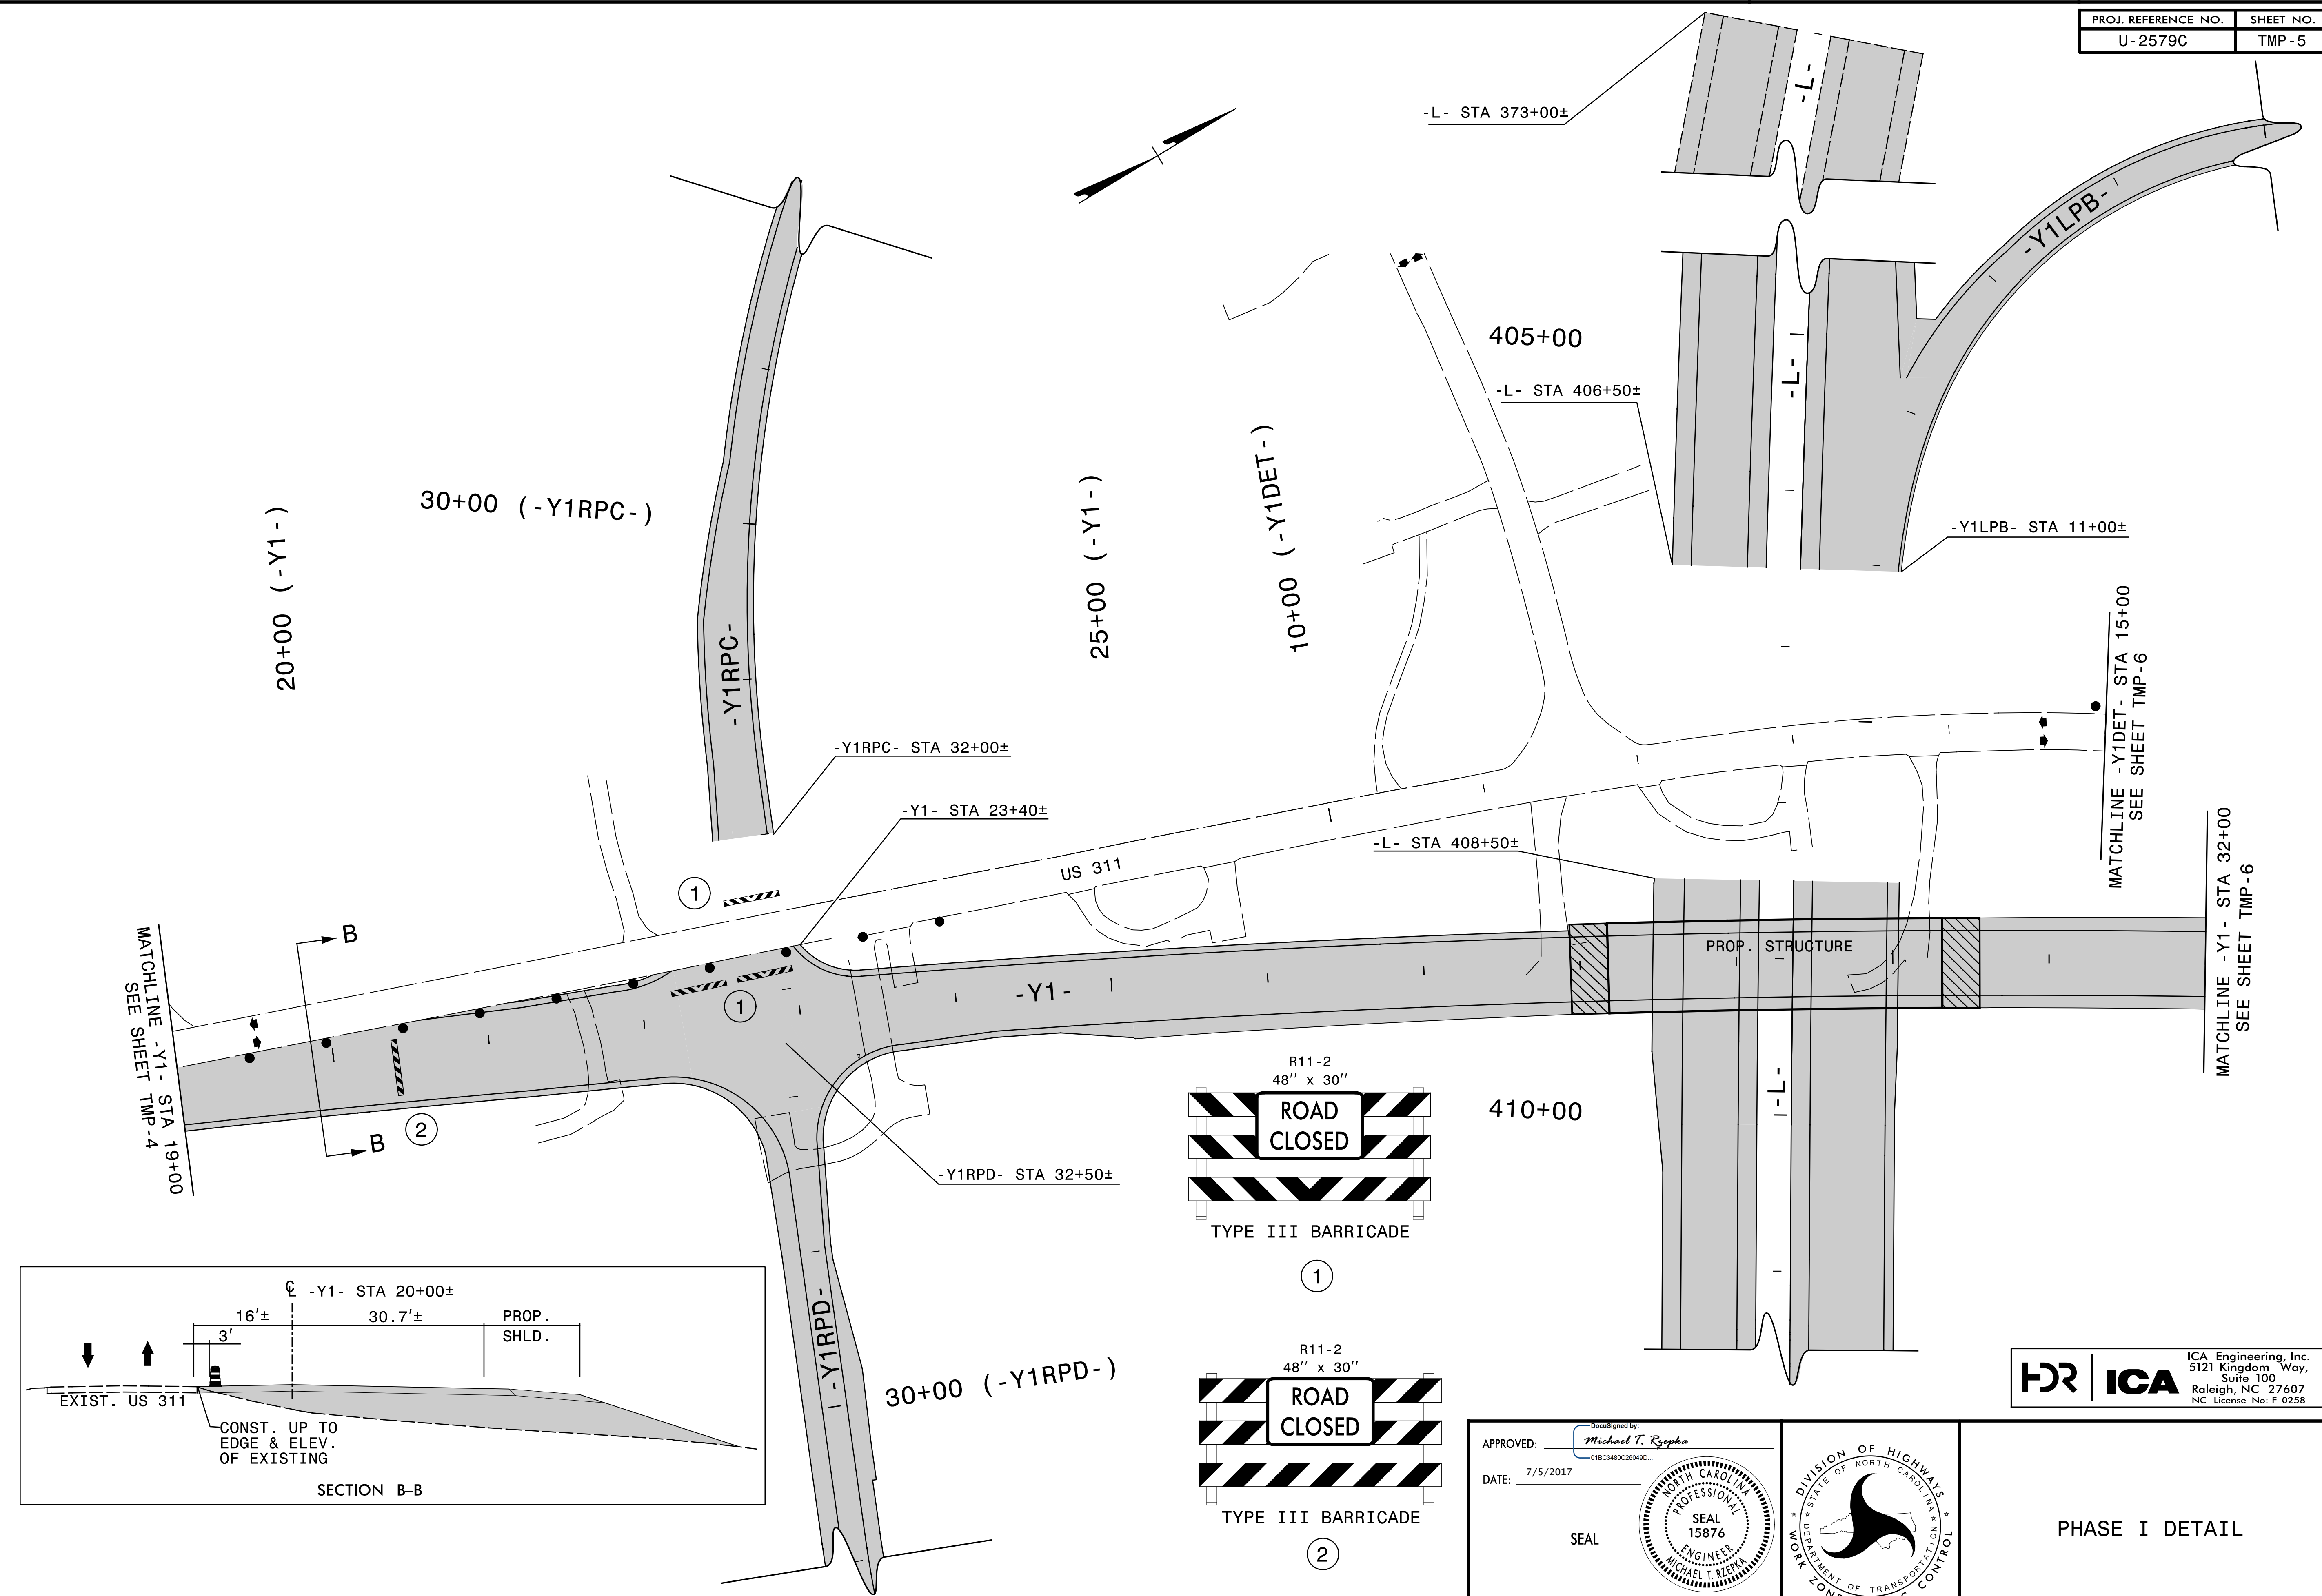 PROJ. REFERENCE NO.
SHEET NO.
U-2579C
TMP-5
-L- STA 373+00±
-L-
-Y1LPB-
405+00
-L- STA 406+50±
-L-
10+00 (-Y1DET-)
25+00 (-Y1-)
30+00 (-Y1RPC-)
20+00 (-Y1-)
-Y1LPB- STA 11+00±
-Y1RPC-
MATCHLINE -Y1DET- STA 15+00
SEE SHEET TMP-6
-Y1RPC- STA 32+00±
-Y1- STA 23+40±
-L- STA 408+50±
US 311
MATCHLINE -Y1- STA 32+00
SEE SHEET TMP-6
1
B
PROP. STRUCTURE
MATCHLINE -Y1- STA 19+00
SEE SHEET TMP-4
-Y1-
1
B
2
-L-
410+00
-Y1RPD- STA 32+50±
R11-2
48'' x 30''
ROAD
CLOSED
TYPE III BARRICADE
1
-Y1RPD-
30+00 (-Y1RPD-)
R11-2
48'' x 30''
ROAD
CLOSED
TYPE III BARRICADE
2
℄ -Y1- STA 20+00±
16'± 30.7'± PROP.
3' SHLD.
EXIST. US 311
CONST. UP TO
EDGE & ELEV.
OF EXISTING
SECTION B–B
HDR ICA
ICA Engineering, Inc.
5121 Kingdom Way,
Suite 100
Raleigh, NC 27607
NC License No: F–0258
DocuSigned by:
APPROVED: Michael T. Rzepka
01BC3480C26049D...
DATE: 7/5/2017
SEAL
NORTH CAROLINA
PROFESSIONAL
SEAL
15876
ENGINEER
MICHAEL T. RZEPKA
DIVISION OF HIGHWAYS
STATE OF NORTH CAROLINA
DEPARTMENT OF TRANSPORTATION
WORK ZONE
CONTROL
PHASE I DETAIL